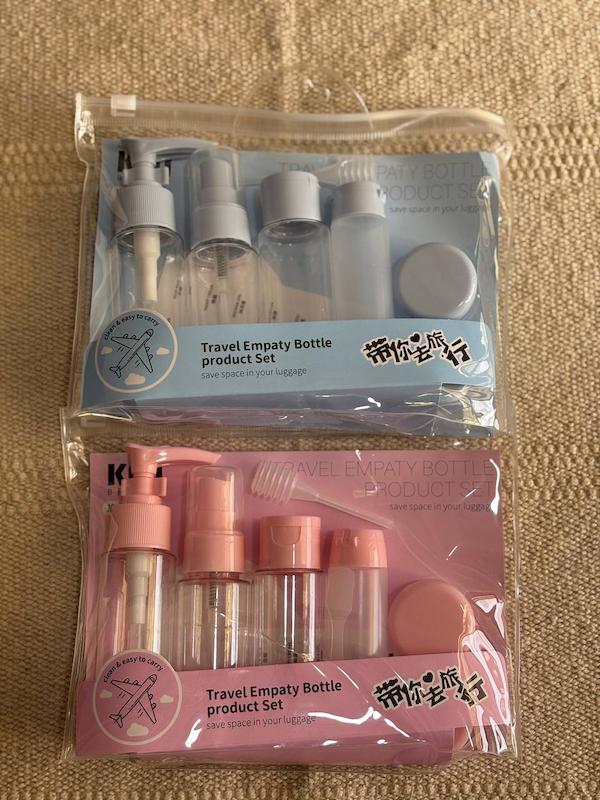 TRAVEL EMPATY BOTTLE
PRODUCT SET
save space in your luggage
clean & easy to carry
Travel Empaty Bottle
product Set
save space in your luggage
带你去旅行
TRAVEL EMPATY BOTTLE
PRODUCT SET
save space in your luggage
clean & easy to carry
Travel Empaty Bottle
product Set
save space in your luggage
带你去旅行